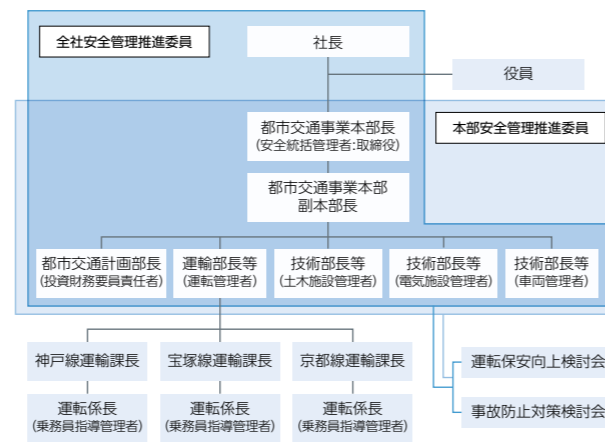 全社安全管理推進委員
社長
役員
都市交通事業本部長
(安全統括管理者:取締役)
本部安全管理推進委員
都市交通事業本部
副本部長
都市交通計画部長
(投資財務要員責任者)
運輸部長等
(運転管理者)
技術部長等
(土木施設管理者)
技術部長等
(電気施設管理者)
技術部長等
(車両管理者)
神戸線運輸課長
宝塚線運輸課長
京都線運輸課長
運転保安向上検討会
運転係長
(乗務員指導管理者)
運転係長
(乗務員指導管理者)
運転係長
(乗務員指導管理者)
事故防止対策検討会